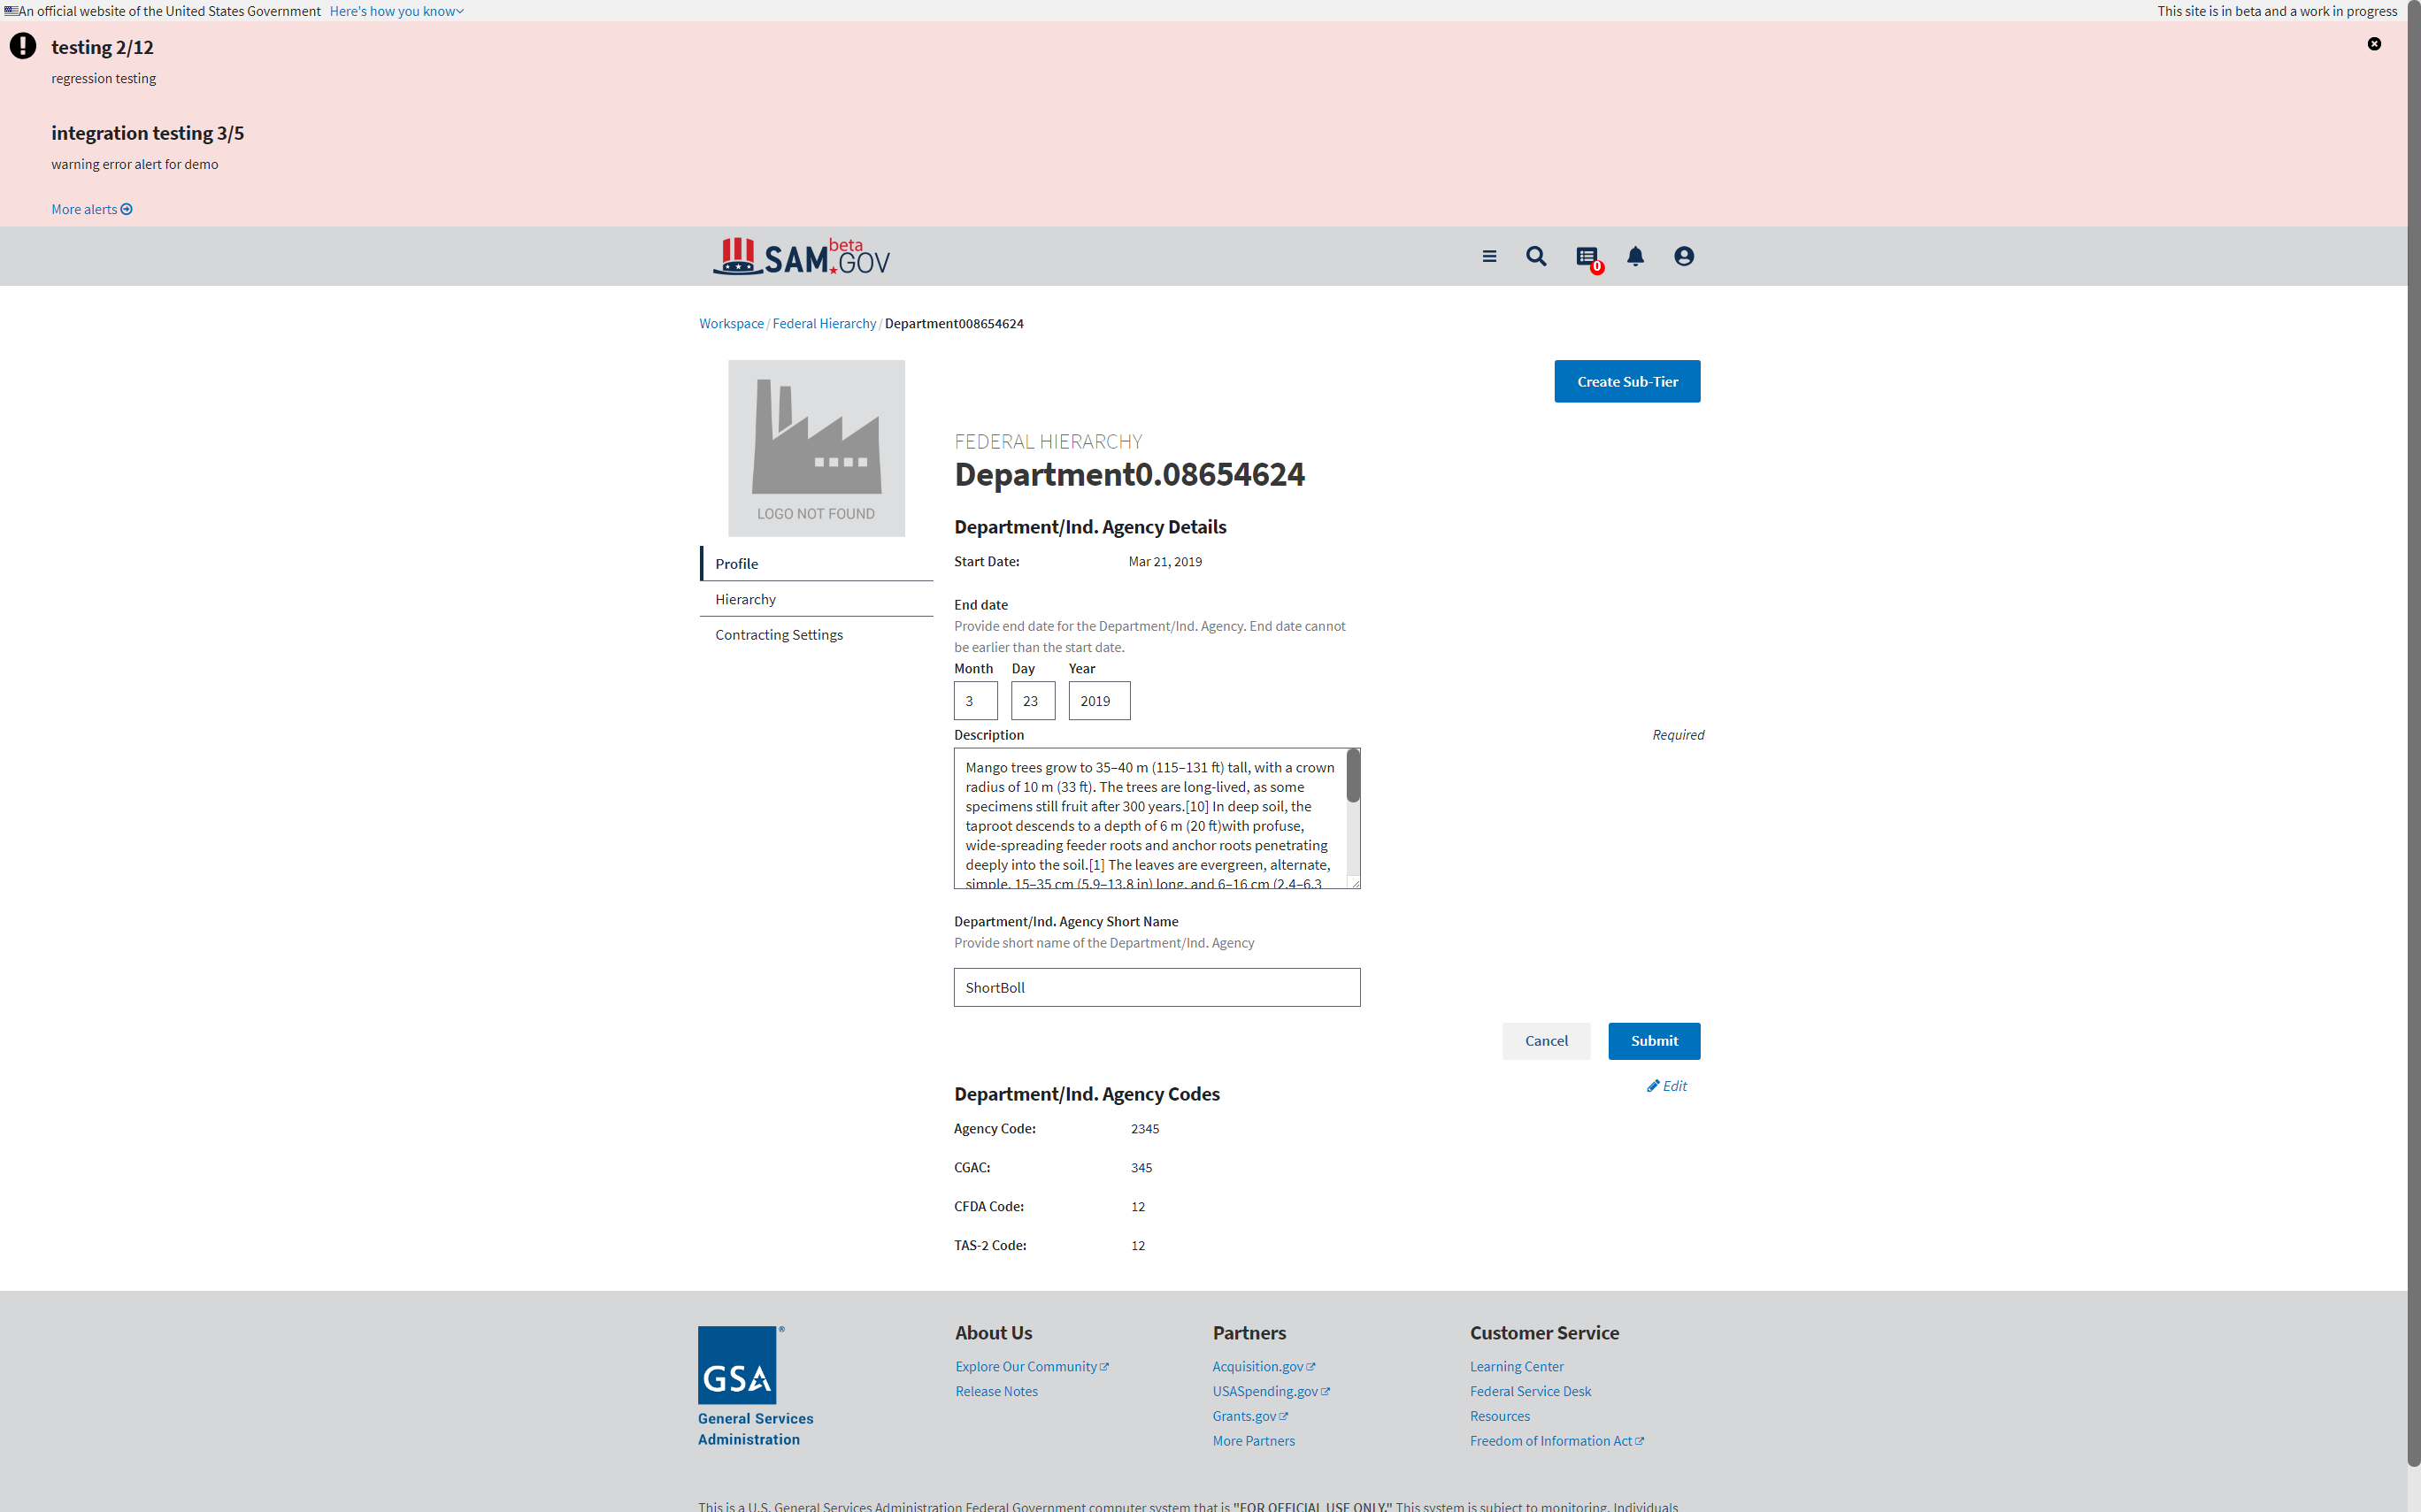 An official website of the United States Government Here's how you know
This site is in beta and a work in progress
testing 2/12
regression testing
integration testing 3/5
warning error alert for demo
More alerts
SAM.GOV beta
0
Workspace / Federal Hierarchy / Department008654624
LOGO NOT FOUND
Create Sub-Tier
Profile
Hierarchy
Contracting Settings
FEDERAL HIERARCHY
Department0.08654624
Department/Ind. Agency Details
Start Date: Mar 21, 2019
End date
Provide end date for the Department/Ind. Agency. End date cannot
be earlier than the start date.
Month Day Year
3 23 2019
Description Required
Mango trees grow to 35–40 m (115–131 ft) tall, with a crown
radius of 10 m (33 ft). The trees are long-lived, as some
specimens still fruit after 300 years.[10] In deep soil, the
taproot descends to a depth of 6 m (20 ft)with profuse,
wide-spreading feeder roots and anchor roots penetrating
deeply into the soil.[1] The leaves are evergreen, alternate,
simple, 15–35 cm (5.9–13.8 in) long, and 6–16 cm (2.4–6.3
Department/Ind. Agency Short Name
Provide short name of the Department/Ind. Agency
ShortBoll
Cancel Submit
Edit
Department/Ind. Agency Codes
Agency Code: 2345
CGAC: 345
CFDA Code: 12
TAS-2 Code: 12
GSA ®
General Services
Administration
About Us
Explore Our Community
Release Notes
Partners
Acquisition.gov
USASpending.gov
Grants.gov
More Partners
Customer Service
Learning Center
Federal Service Desk
Resources
Freedom of Information Act
This is a U.S. General Services Administration Federal Government computer system that is "FOR OFFICIAL USE ONLY." This system is subject to monitoring. Individuals